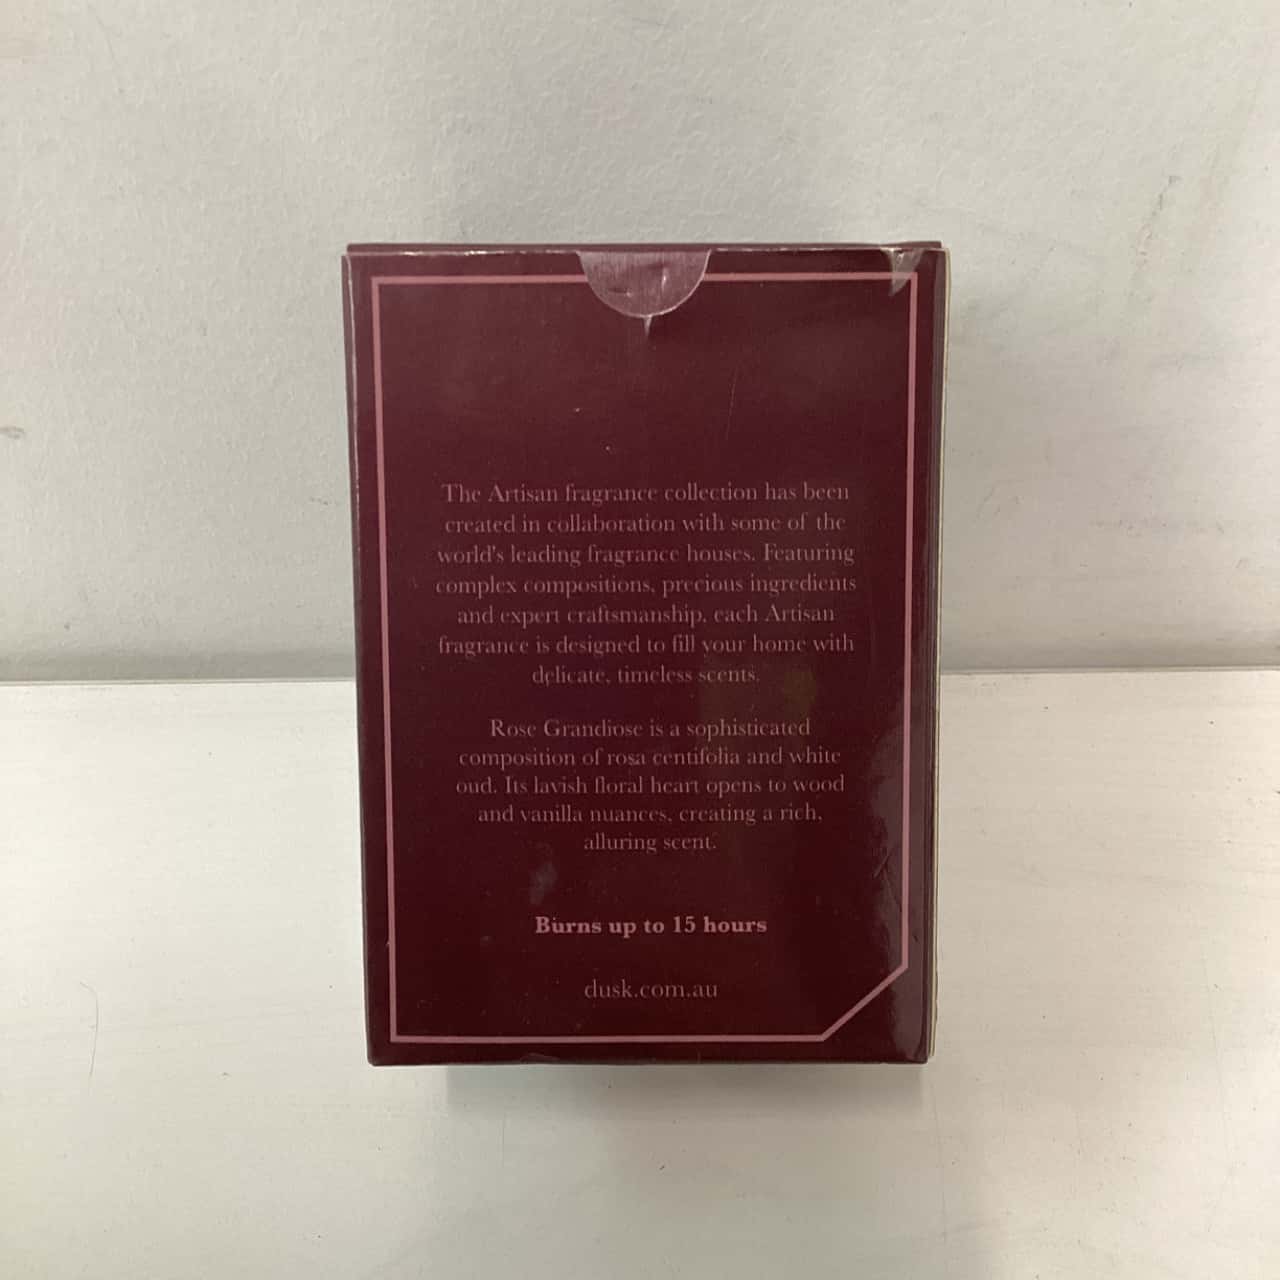 The Artisan fragrance collection has been
created in collaboration with some of the
world's leading fragrance houses. Featuring
complex compositions, precious ingredients
and expert craftsmanship, each Artisan
fragrance is designed to fill your home with
delicate, timeless scents.
Rose Grandiose is a sophisticated
composition of rosa centifolia and white
oud. Its lavish floral heart opens to wood
and vanilla nuances, creating a rich,
alluring scent.
Burns up to 15 hours
dusk.com.au